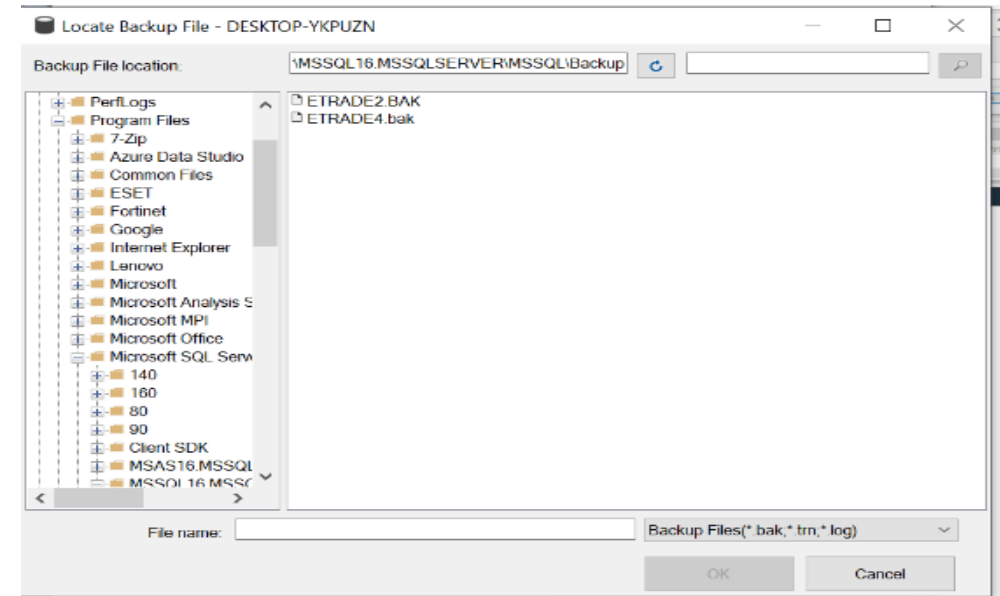 Locate Backup File - DESKTOP-YKPUZN
Backup File location:
\MSSQL16.MSSQLSERVER\MSSQL\Backup
PerfLogs
Program Files
7-Zip
Azure Data Studio
Common Files
ESET
Fortinet
Google
Internet Explorer
Lenovo
Microsoft
Microsoft Analysis S
Microsoft MPI
Microsoft Office
Microsoft SQL Serv
140
160
80
90
Client SDK
MSAS16.MSSQL
MSSQL16.MSSC
ETRADE2.BAK
ETRADE4.bak
File name:
Backup Files(*.bak;*.trn,*.log)
OK
Cancel